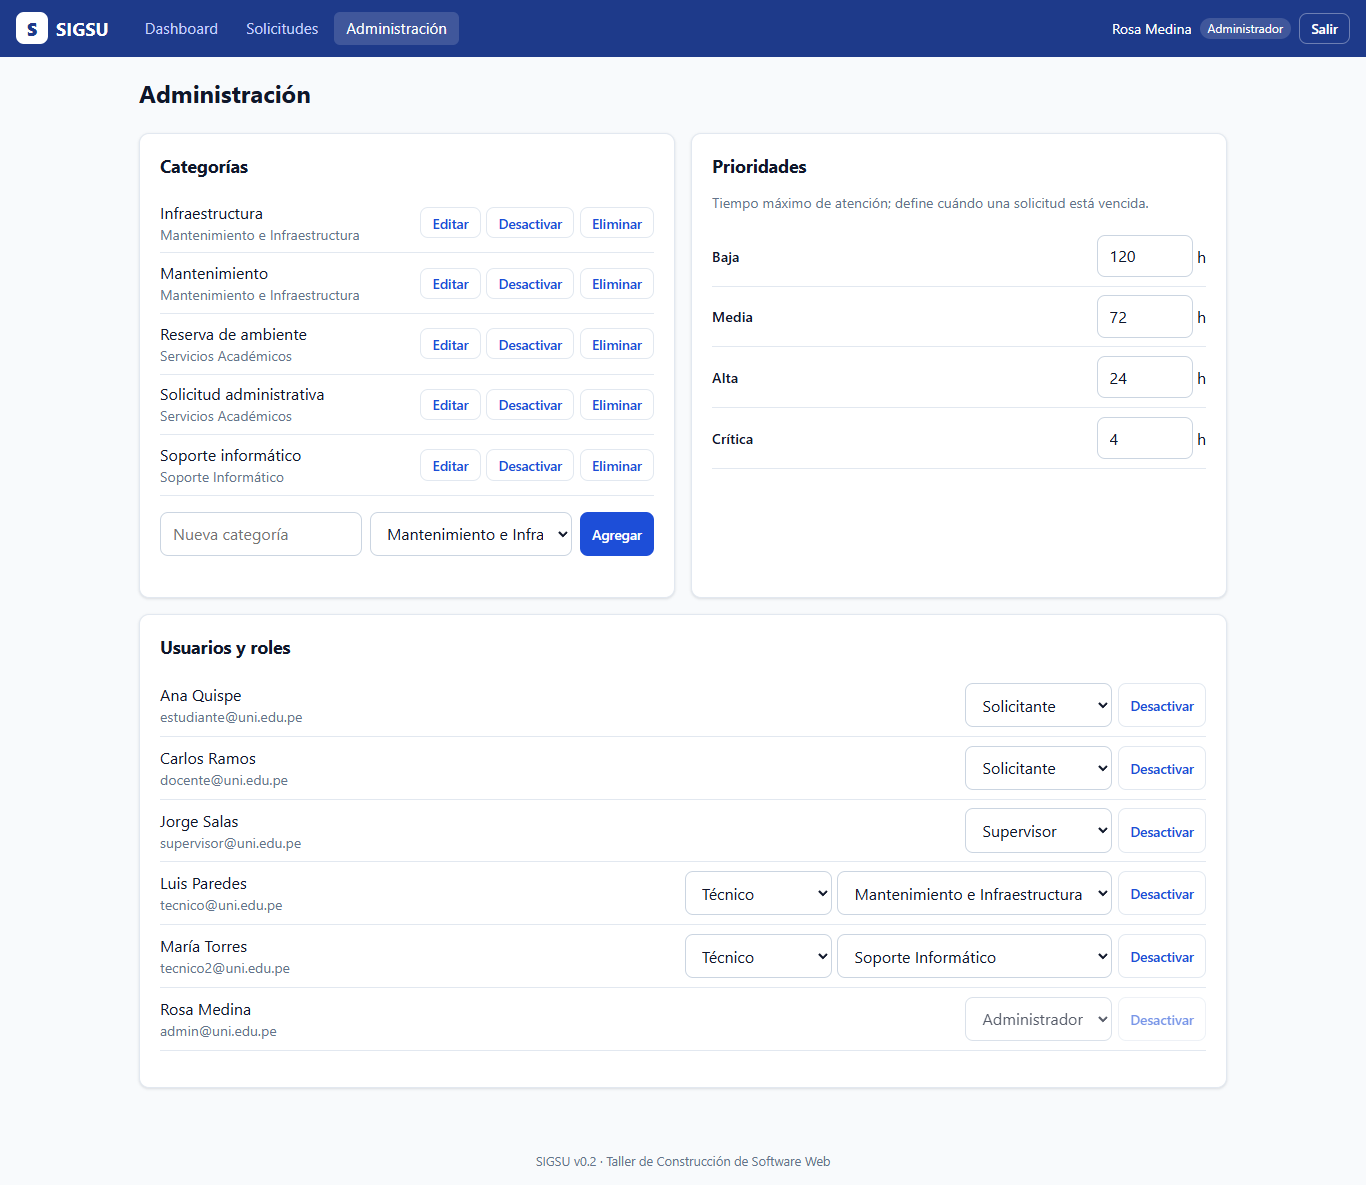 S SIGSU Dashboard Solicitudes Administración Rosa Medina Administrador Salir
Administración
Categorías
Infraestructura
Mantenimiento e Infraestructura
Editar Desactivar Eliminar
Mantenimiento
Mantenimiento e Infraestructura
Editar Desactivar Eliminar
Reserva de ambiente
Servicios Académicos
Editar Desactivar Eliminar
Solicitud administrativa
Servicios Académicos
Editar Desactivar Eliminar
Soporte informático
Soporte Informático
Editar Desactivar Eliminar
Nueva categoría Mantenimiento e Infra Agregar
Prioridades
Tiempo máximo de atención; define cuándo una solicitud está vencida.
Baja 120 h
Media 72 h
Alta 24 h
Crítica 4 h
Usuarios y roles
Ana Quispe
estudiante@uni.edu.pe
Solicitante Desactivar
Carlos Ramos
docente@uni.edu.pe
Solicitante Desactivar
Jorge Salas
supervisor@uni.edu.pe
Supervisor Desactivar
Luis Paredes
tecnico@uni.edu.pe
Técnico Mantenimiento e Infraestructura Desactivar
María Torres
tecnico2@uni.edu.pe
Técnico Soporte Informático Desactivar
Rosa Medina
admin@uni.edu.pe
Administrador Desactivar
SIGSU v0.2 · Taller de Construcción de Software Web